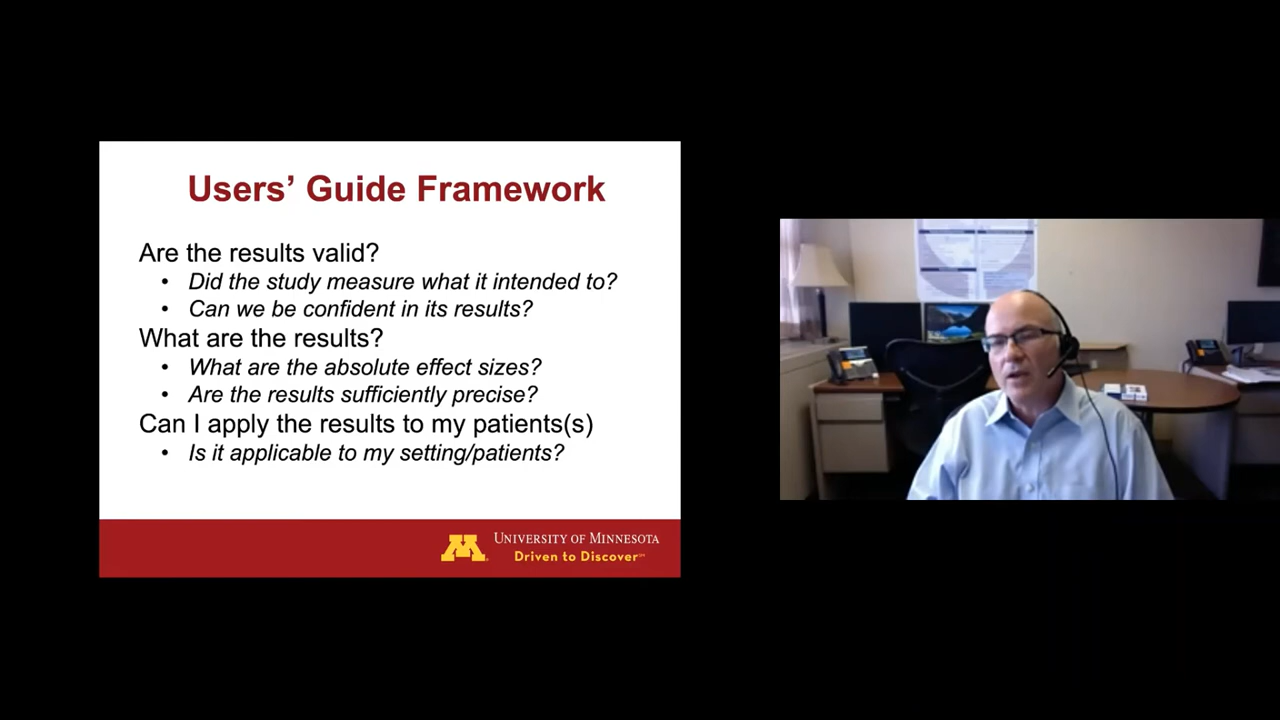 Users' Guide Framework
Are the results valid?
• Did the study measure what it intended to?
• Can we be confident in its results?
What are the results?
• What are the absolute effect sizes?
• Are the results sufficiently precise?
Can I apply the results to my patients(s)
• Is it applicable to my setting/patients?
UNIVERSITY OF MINNESOTA
Driven to Discover℠